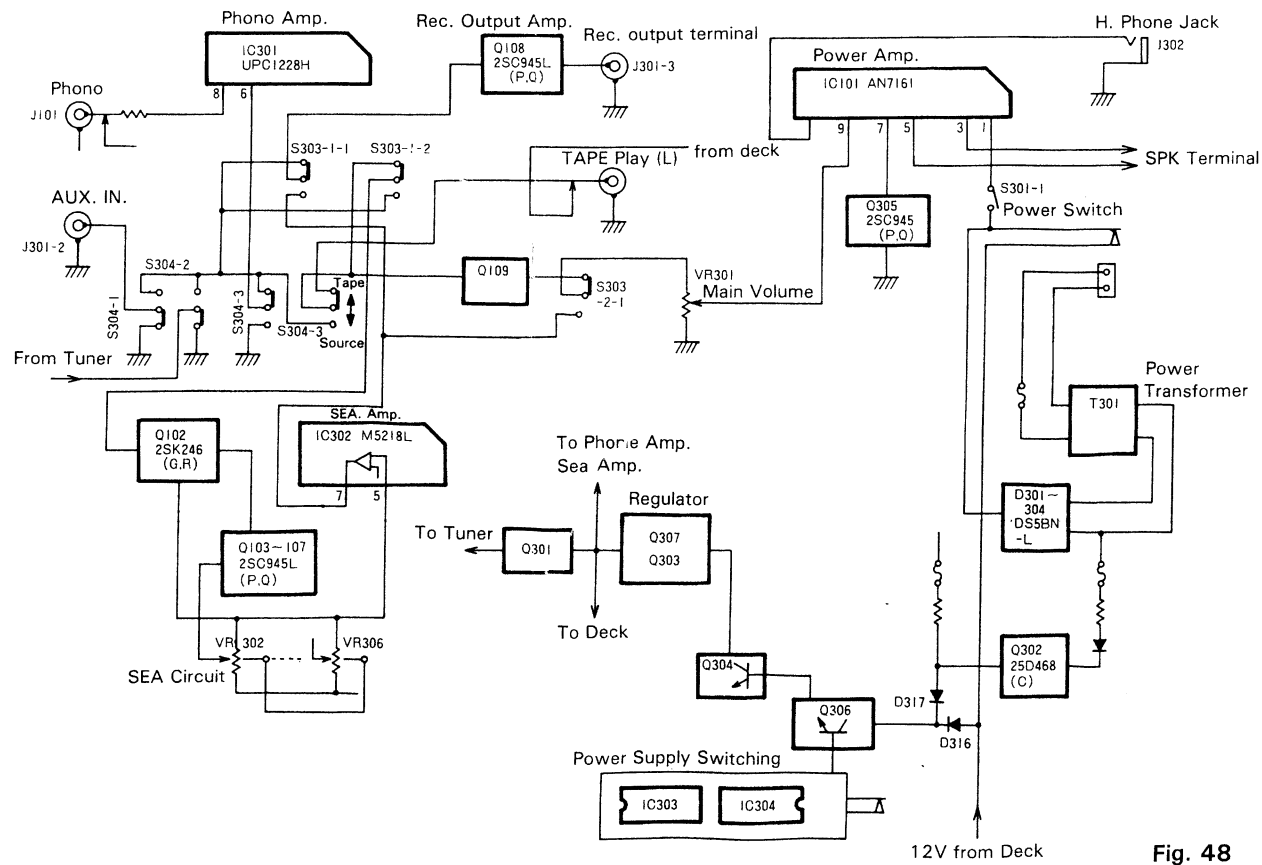 Phono Amp.
IC301
UPC1228H
8
6
Phono
J101
Rec. Output Amp.
Q108
2SC945L
(P,Q)
Rec. output terminal
J301-3
H. Phone Jack
J302
Power Amp.
IC101 AN7161
9
7
5
3
1
SPK Terminal
S303-1-1
S303-1-2
TAPE Play (L)
from deck
S301-1
Power Switch
Q305
2SC945
(P,Q)
AUX. IN.
J301-2
S304-2
S304-1
S304-3
S304-3
Tape
Source
Q109
S303
-2-1
VR301
Main Volume
From Tuner
Power
Transformer
T301
SEA. Amp.
IC302 M5218L
7
5
Q102
2SK246
(G,R)
Q103~107
2SC945L
(P,Q)
To Phone Amp.
Sea Amp.
Regulator
Q307
Q303
To Tuner
Q301
To Deck
D301~
304
DS5BN
-L
VR302
VR306
SEA Circuit
Q304
Q306
D317
D316
Q302
25D468
(C)
Power Supply Switching
IC303
IC304
12V from Deck
Fig. 48